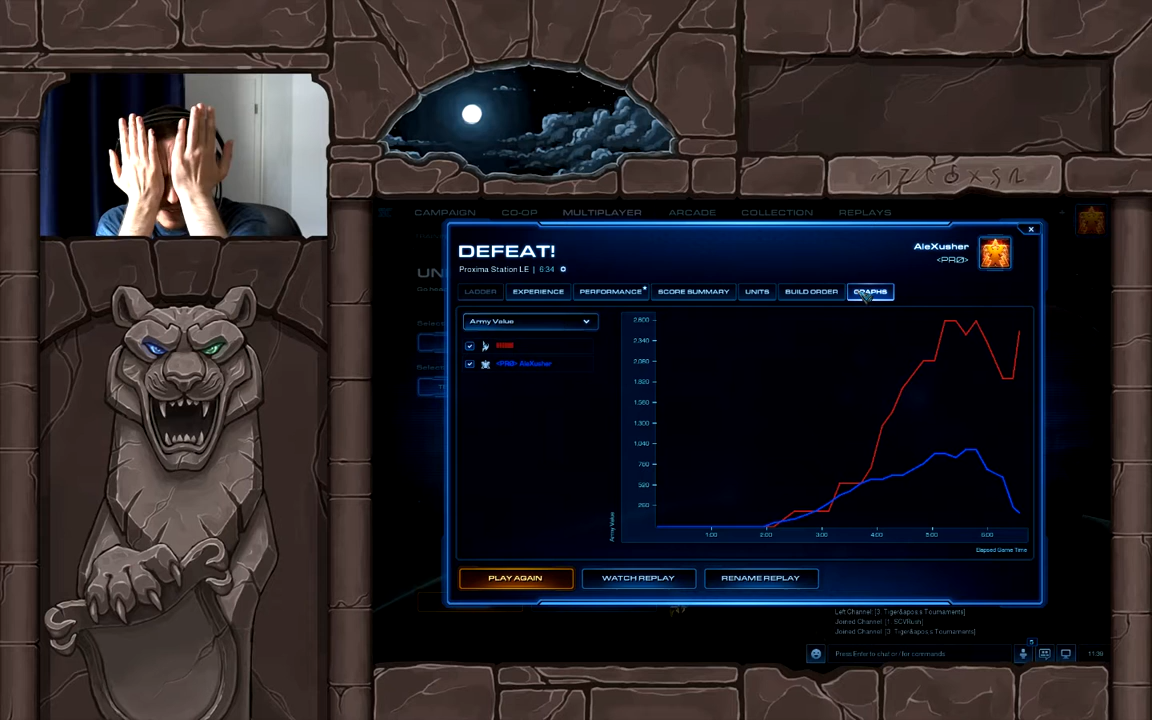 CAMPAIGN CO-OP MULTIPLAYER ARCADE COLLECTION REPLAYS
DEFEAT!
Proxima Station LE | 6:34
AleXusher
<PRØ>
LADDER EXPERIENCE PERFORMANCE SCORE SUMMARY UNITS BUILD ORDER GRAPHS
Army Value
<PRØ> AleXusher
2,600
2,340
2,080
1,820
1,560
1,300
1,040
780
520
260
Army Value
1:00 2:00 3:00 4:00 5:00 6:00
Elapsed Game Time
PLAY AGAIN WATCH REPLAY RENAME REPLAY
Left Channel [3. Tiger&apos;s Tournaments]
Joined Channel [1. SCVRush]
Joined Channel [3. Tiger&apos;s Tournaments]
Press Enter to chat or / for commands
5
11:39